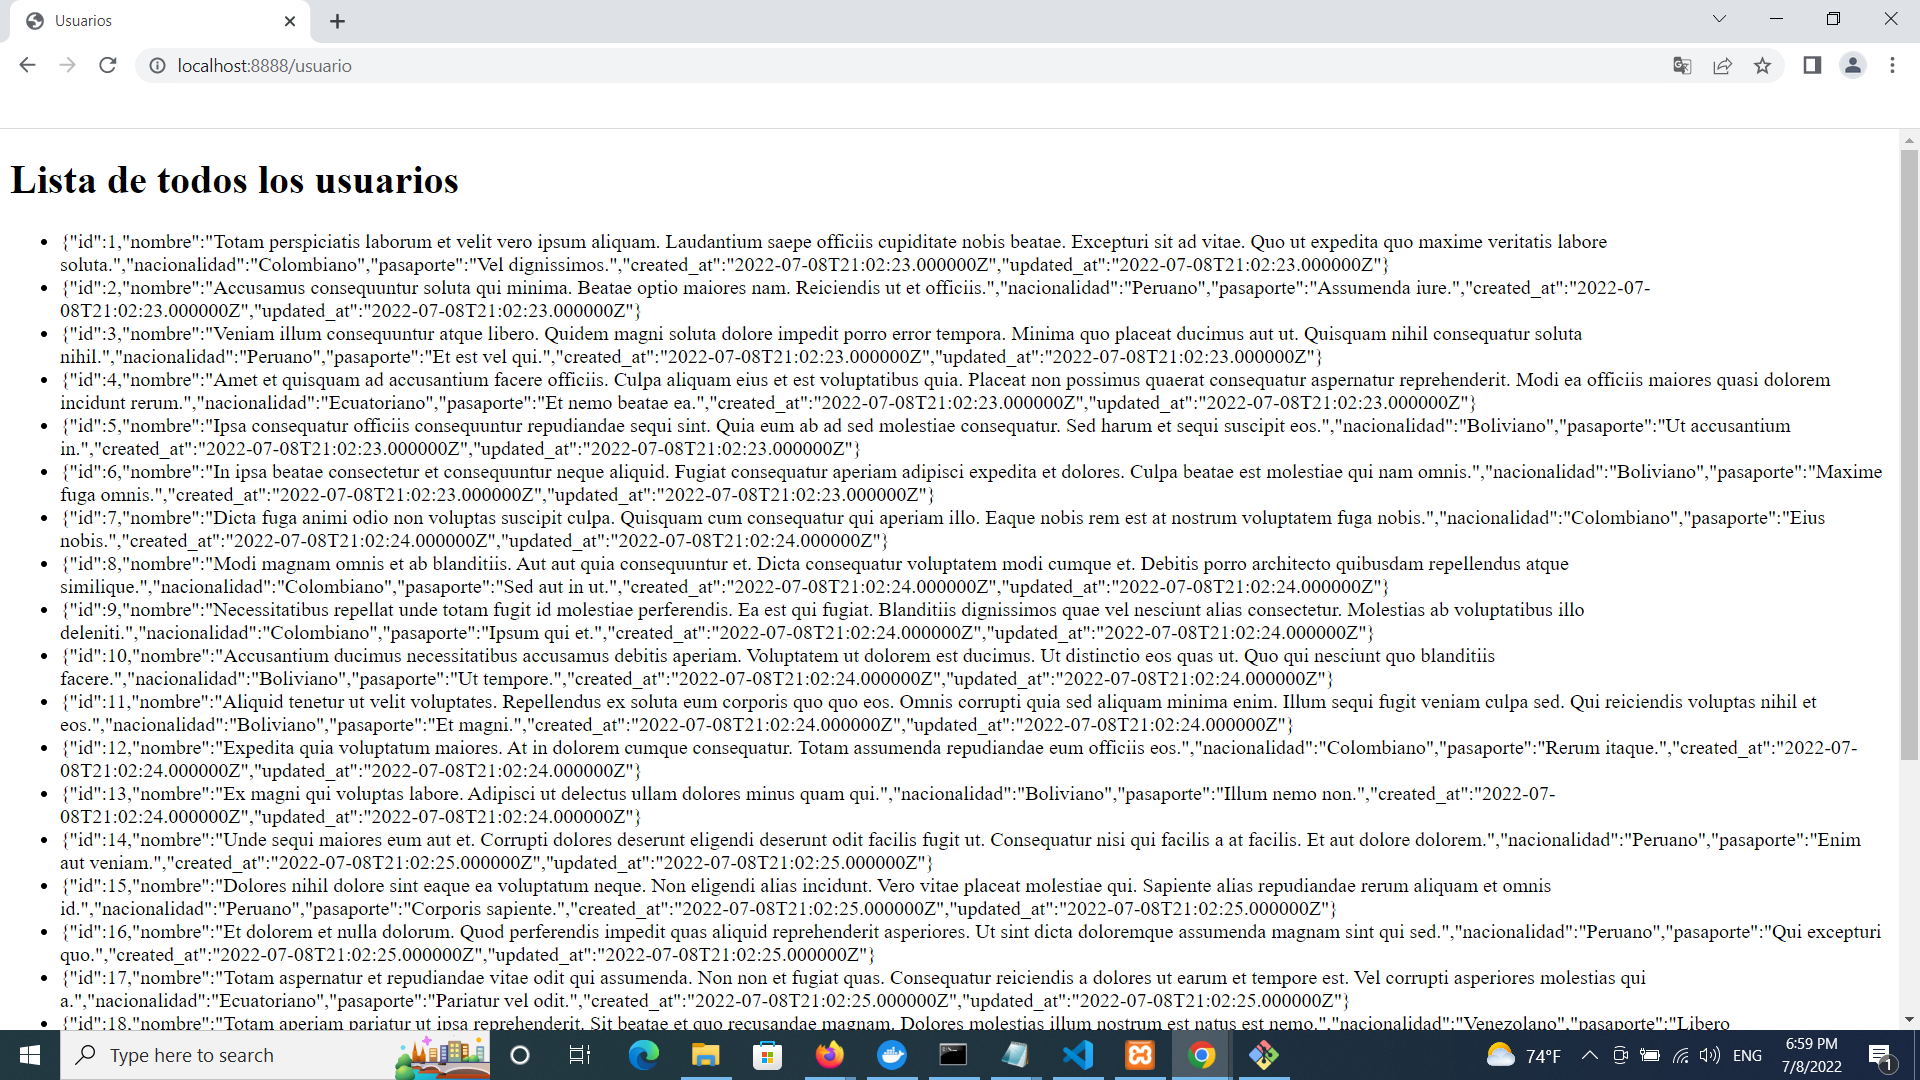 Usuarios
localhost:8888/usuario
Lista de todos los usuarios
{"id":1,"nombre":"Totam perspiciatis laborum et velit vero ipsum aliquam. Laudantium saepe officiis cupiditate nobis beatae. Excepturi sit ad vitae. Quo ut expedita quo maxime veritatis labore
soluta.","nacionalidad":"Colombiano","pasaporte":"Vel dignissimos.","created_at":"2022-07-08T21:02:23.000000Z","updated_at":"2022-07-08T21:02:23.000000Z"}
{"id":2,"nombre":"Accusamus consequuntur soluta qui minima. Beatae optio maiores nam. Reiciendis ut et officiis.","nacionalidad":"Peruano","pasaporte":"Assumenda iure.","created_at":"2022-07-
08T21:02:23.000000Z","updated_at":"2022-07-08T21:02:23.000000Z"}
{"id":3,"nombre":"Veniam illum consequuntur atque libero. Quidem magni soluta dolore impedit porro error tempora. Minima quo placeat ducimus aut ut. Quisquam nihil consequatur soluta
nihil.","nacionalidad":"Peruano","pasaporte":"Et est vel qui.","created_at":"2022-07-08T21:02:23.000000Z","updated_at":"2022-07-08T21:02:23.000000Z"}
{"id":4,"nombre":"Amet et quisquam ad accusantium facere officiis. Culpa aliquam eius et est voluptatibus quia. Placeat non possimus quaerat consequatur aspernatur reprehenderit. Modi ea officiis maiores quasi dolorem
incidunt rerum.","nacionalidad":"Ecuatoriano","pasaporte":"Et nemo beatae ea.","created_at":"2022-07-08T21:02:23.000000Z","updated_at":"2022-07-08T21:02:23.000000Z"}
{"id":5,"nombre":"Ipsa consequatur officiis consequuntur repudiandae sequi sint. Quia eum ab ad sed molestiae consequatur. Sed harum et sequi suscipit eos.","nacionalidad":"Boliviano","pasaporte":"Ut accusantium
in.","created_at":"2022-07-08T21:02:23.000000Z","updated_at":"2022-07-08T21:02:23.000000Z"}
{"id":6,"nombre":"In ipsa beatae consectetur et consequuntur neque aliquid. Fugiat consequatur aperiam adipisci expedita et dolores. Culpa beatae est molestiae qui nam omnis.","nacionalidad":"Boliviano","pasaporte":"Maxime
fuga omnis.","created_at":"2022-07-08T21:02:23.000000Z","updated_at":"2022-07-08T21:02:23.000000Z"}
{"id":7,"nombre":"Dicta fuga animi odio non voluptas suscipit culpa. Quisquam cum consequatur qui aperiam illo. Eaque nobis rem est at nostrum voluptatem fuga nobis.","nacionalidad":"Colombiano","pasaporte":"Eius
nobis.","created_at":"2022-07-08T21:02:24.000000Z","updated_at":"2022-07-08T21:02:24.000000Z"}
{"id":8,"nombre":"Modi magnam omnis et ab blanditiis. Aut aut quia consequuntur et. Dicta consequatur voluptatem modi cumque et. Debitis porro architecto quibusdam repellendus atque
similique.","nacionalidad":"Colombiano","pasaporte":"Sed aut in ut.","created_at":"2022-07-08T21:02:24.000000Z","updated_at":"2022-07-08T21:02:24.000000Z"}
{"id":9,"nombre":"Necessitatibus repellat unde totam fugit id molestiae perferendis. Ea est qui fugiat. Blanditiis dignissimos quae vel nesciunt alias consectetur. Molestias ab voluptatibus illo
deleniti.","nacionalidad":"Colombiano","pasaporte":"Ipsum qui et.","created_at":"2022-07-08T21:02:24.000000Z","updated_at":"2022-07-08T21:02:24.000000Z"}
{"id":10,"nombre":"Accusantium ducimus necessitatibus accusamus debitis aperiam. Voluptatem ut dolorem est ducimus. Ut distinctio eos quas ut. Quo qui nesciunt quo blanditiis
facere.","nacionalidad":"Boliviano","pasaporte":"Ut tempore.","created_at":"2022-07-08T21:02:24.000000Z","updated_at":"2022-07-08T21:02:24.000000Z"}
{"id":11,"nombre":"Aliquid tenetur ut velit voluptates. Repellendus ex soluta eum corporis quo quo eos. Omnis corrupti quia sed aliquam minima enim. Illum sequi fugit veniam culpa sed. Qui reiciendis voluptas nihil et
eos.","nacionalidad":"Boliviano","pasaporte":"Et magni.","created_at":"2022-07-08T21:02:24.000000Z","updated_at":"2022-07-08T21:02:24.000000Z"}
{"id":12,"nombre":"Expedita quia voluptatum maiores. At in dolorem cumque consequatur. Totam assumenda repudiandae eum officiis eos.","nacionalidad":"Colombiano","pasaporte":"Rerum itaque.","created_at":"2022-07-
08T21:02:24.000000Z","updated_at":"2022-07-08T21:02:24.000000Z"}
{"id":13,"nombre":"Ex magni qui voluptas labore. Adipisci ut delectus ullam dolores minus quam qui.","nacionalidad":"Boliviano","pasaporte":"Illum nemo non.","created_at":"2022-07-
08T21:02:24.000000Z","updated_at":"2022-07-08T21:02:24.000000Z"}
{"id":14,"nombre":"Unde sequi maiores eum aut et. Corrupti dolores deserunt eligendi deserunt odit facilis fugit ut. Consequatur nisi qui facilis a at facilis. Et aut dolore dolorem.","nacionalidad":"Peruano","pasaporte":"Enim
aut veniam.","created_at":"2022-07-08T21:02:25.000000Z","updated_at":"2022-07-08T21:02:25.000000Z"}
{"id":15,"nombre":"Dolores nihil dolore sint eaque ea voluptatum neque. Non eligendi alias incidunt. Vero vitae placeat molestiae qui. Sapiente alias repudiandae rerum aliquam et omnis
id.","nacionalidad":"Peruano","pasaporte":"Corporis sapiente.","created_at":"2022-07-08T21:02:25.000000Z","updated_at":"2022-07-08T21:02:25.000000Z"}
{"id":16,"nombre":"Et dolorem et nulla dolorum. Quod perferendis impedit quas aliquid reprehenderit asperiores. Ut sint dicta doloremque assumenda magnam sint qui sed.","nacionalidad":"Peruano","pasaporte":"Qui excepturi
quo.","created_at":"2022-07-08T21:02:25.000000Z","updated_at":"2022-07-08T21:02:25.000000Z"}
{"id":17,"nombre":"Totam aspernatur et repudiandae vitae odit qui assumenda. Non non et fugiat quas. Consequatur reiciendis a dolores ut earum et tempore est. Vel corrupti asperiores molestias qui
a.","nacionalidad":"Ecuatoriano","pasaporte":"Pariatur vel odit.","created_at":"2022-07-08T21:02:25.000000Z","updated_at":"2022-07-08T21:02:25.000000Z"}
{"id":18,"nombre":"Totam aperiam pariatur ut ipsa reprehenderit. Sit beatae et quo recusandae magnam. Dolores molestias illum nostrum est natus est nemo.","nacionalidad":"Venezolano","pasaporte":"Libero
Type here to search
74°F
ENG
6:59 PM
7/8/2022
1